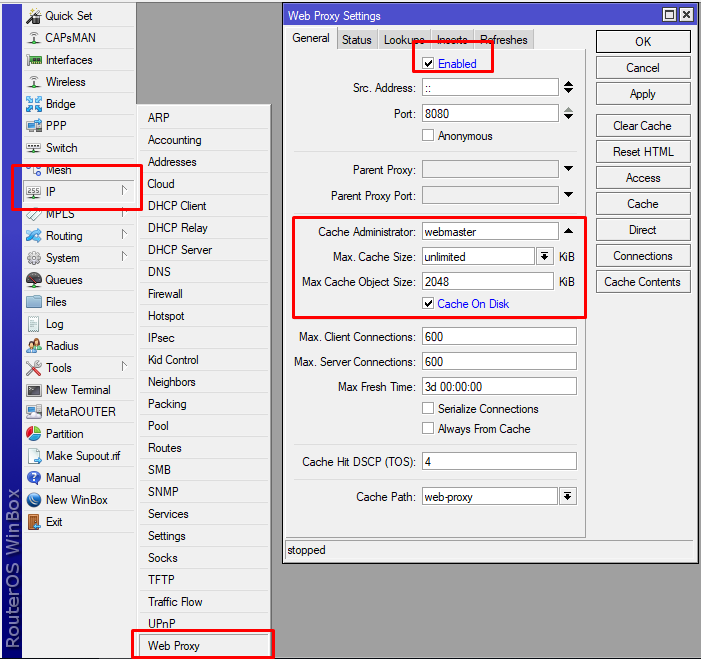 RouterOS WinBox
Quick Set
CAPsMAN
Interfaces
Wireless
Bridge
PPP
Switch
Mesh
255
IP
MPLS
Routing
System
Queues
Files
Log
Radius
Tools
New Terminal
MetaROUTER
Partition
Make Supout.rif
Manual
New WinBox
Exit
ARP
Accounting
Addresses
Cloud
DHCP Client
DHCP Relay
DHCP Server
DNS
Firewall
Hotspot
IPsec
Kid Control
Neighbors
Packing
Pool
Routes
SMB
SNMP
Services
Settings
Socks
TFTP
Traffic Flow
UPnP
Web Proxy
Web Proxy Settings
General Status Lookups Inserts Refreshes
Enabled
Src. Address: ::
Port: 8080
Anonymous
Parent Proxy:
Parent Proxy Port:
Cache Administrator: webmaster
Max. Cache Size: unlimited KiB
Max Cache Object Size: 2048 KiB
Cache On Disk
Max. Client Connections: 600
Max. Server Connections: 600
Max Fresh Time: 3d 00:00:00
Serialize Connections
Always From Cache
Cache Hit DSCP (TOS): 4
Cache Path: web-proxy
OK
Cancel
Apply
Clear Cache
Reset HTML
Access
Cache
Direct
Connections
Cache Contents
stopped